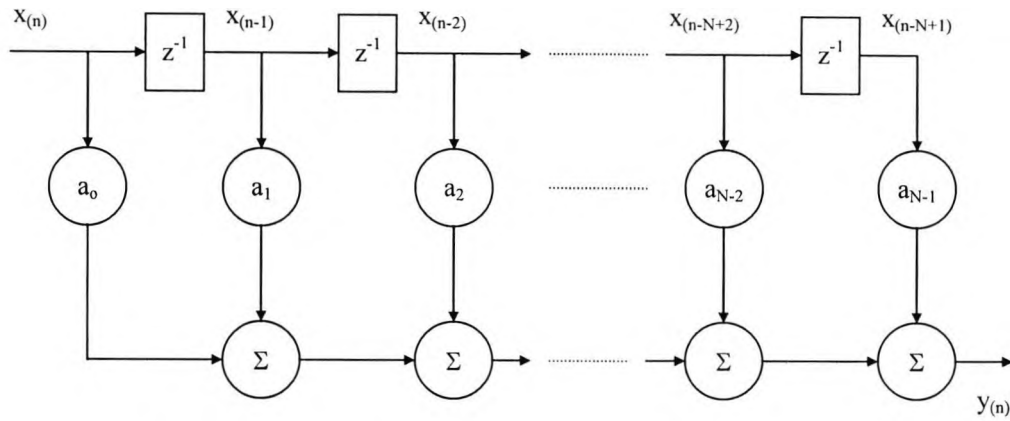 x(n) x(n-1) x(n-2) x(n-N+2) x(n-N+1)
z-1 z-1 z-1
ao a1 a2 aN-2 aN-1
Σ Σ Σ Σ
y(n)